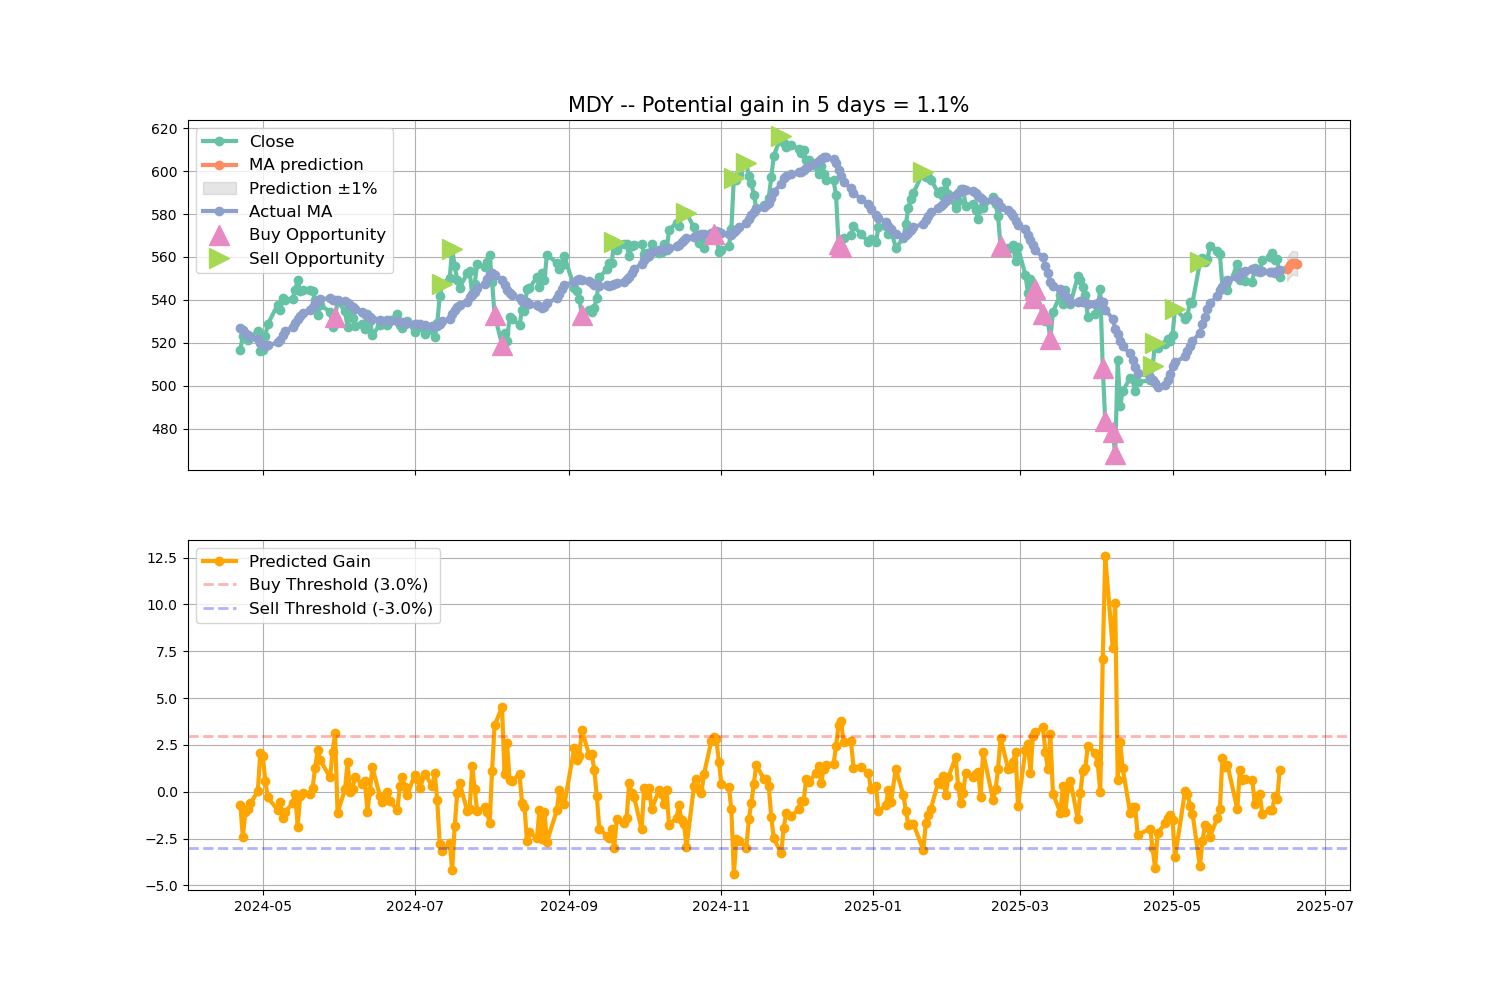 MDY -- Potential gain in 5 days = 1.1%
620
600
580
560
540
520
500
480
Close
MA prediction
Prediction ±1%
Actual MA
Buy Opportunity
Sell Opportunity
12.5
10.0
7.5
5.0
2.5
0.0
−2.5
−5.0
Predicted Gain
Buy Threshold (3.0%)
Sell Threshold (-3.0%)
2024-05 2024-07 2024-09 2024-11 2025-01 2025-03 2025-05 2025-07